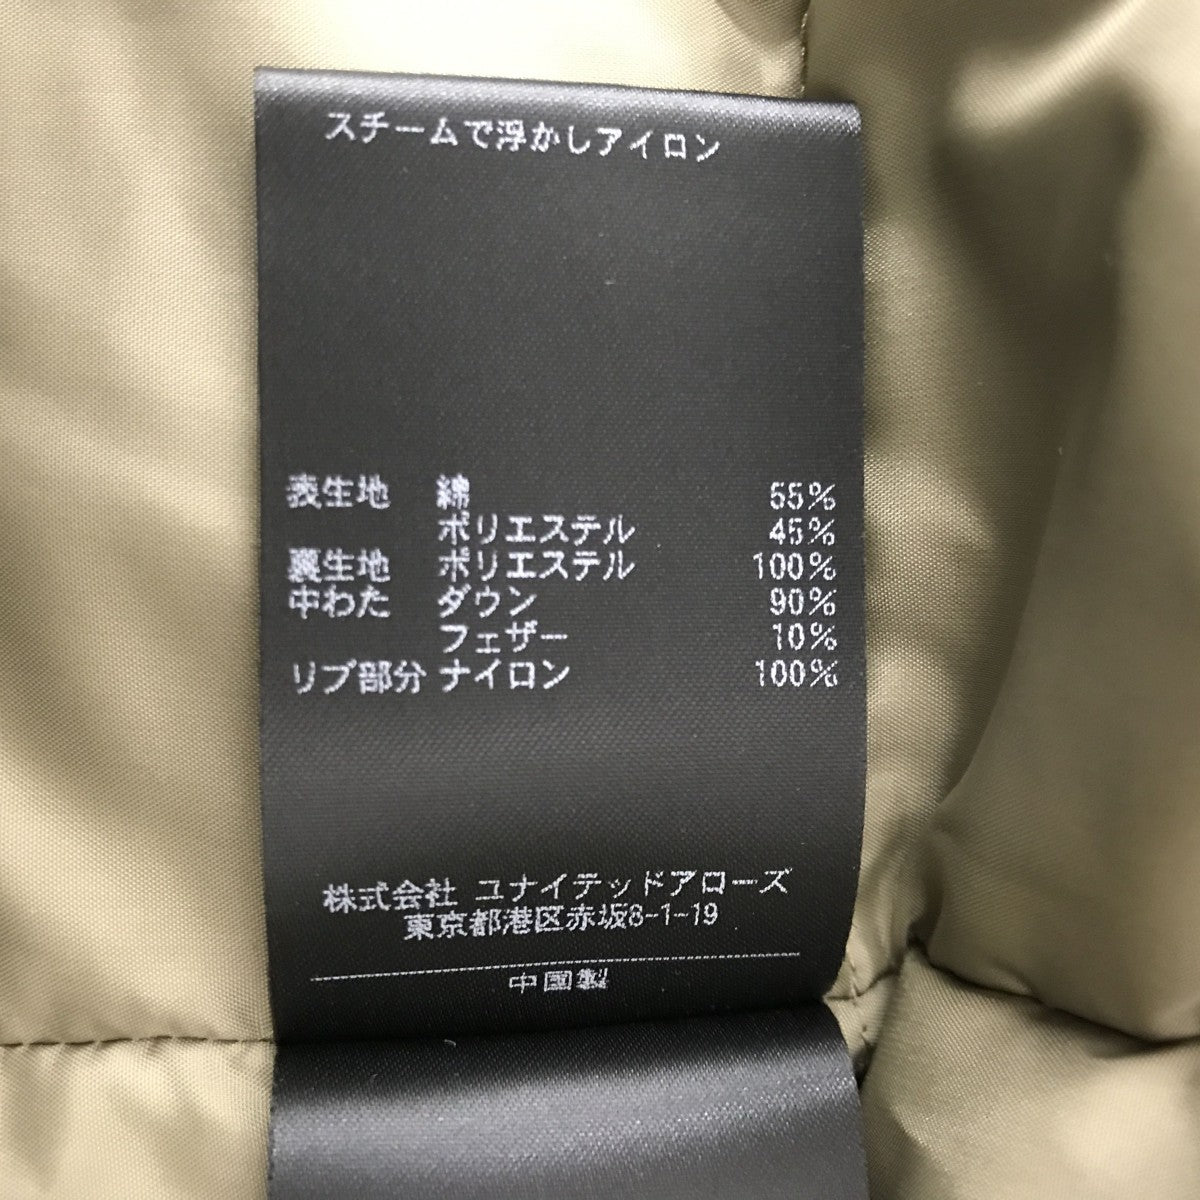 スチームで浮かしアイロン
表生地 綿 55%
ポリエステル 45%
裏生地 ポリエステル 100%
中わた ダウン 90%
フェザー 10%
リブ部分 ナイロン 100%
株式会社 ユナイテッドアローズ
東京都港区赤坂8-1-19
中国製